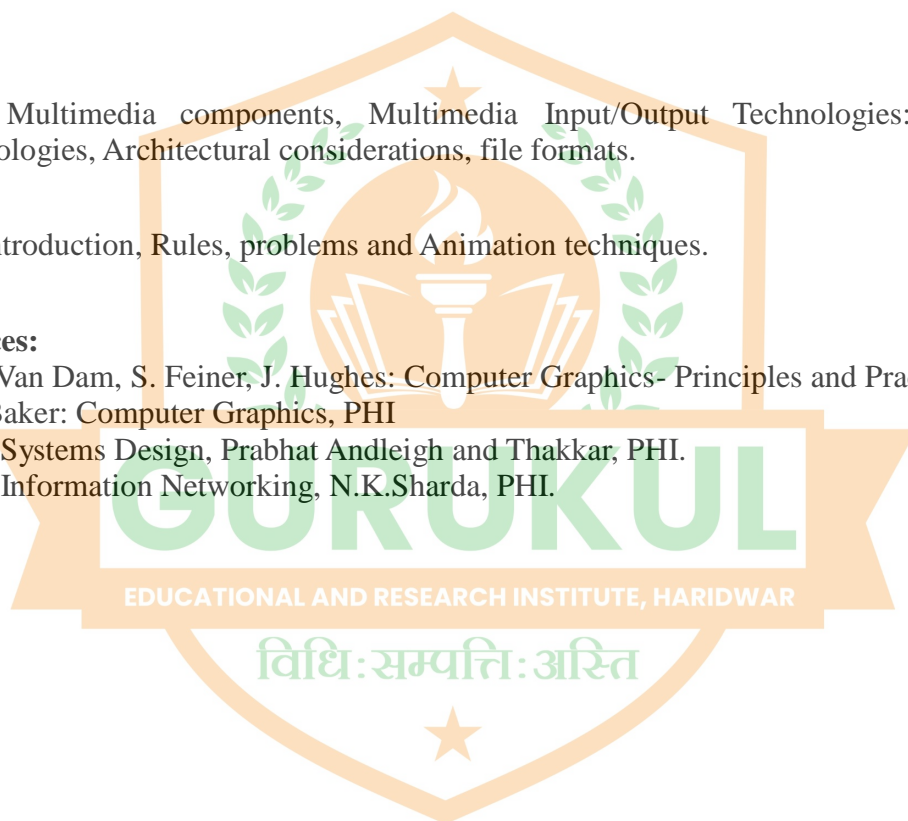 Multimedia components, Multimedia Input/Output Technologies:
ologies, Architectural considerations, file formats.
ntroduction, Rules, problems and Animation techniques.
ces:
Van Dam, S. Feiner, J. Hughes: Computer Graphics- Principles and Pra
Baker: Computer Graphics, PHI
Systems Design, Prabhat Andleigh and Thakkar, PHI.
Information Networking, N.K.Sharda, PHI.
GURUKUL
EDUCATIONAL AND RESEARCH INSTITUTE, HARIDWAR
विधिःसम्पत्तिःअस्ति